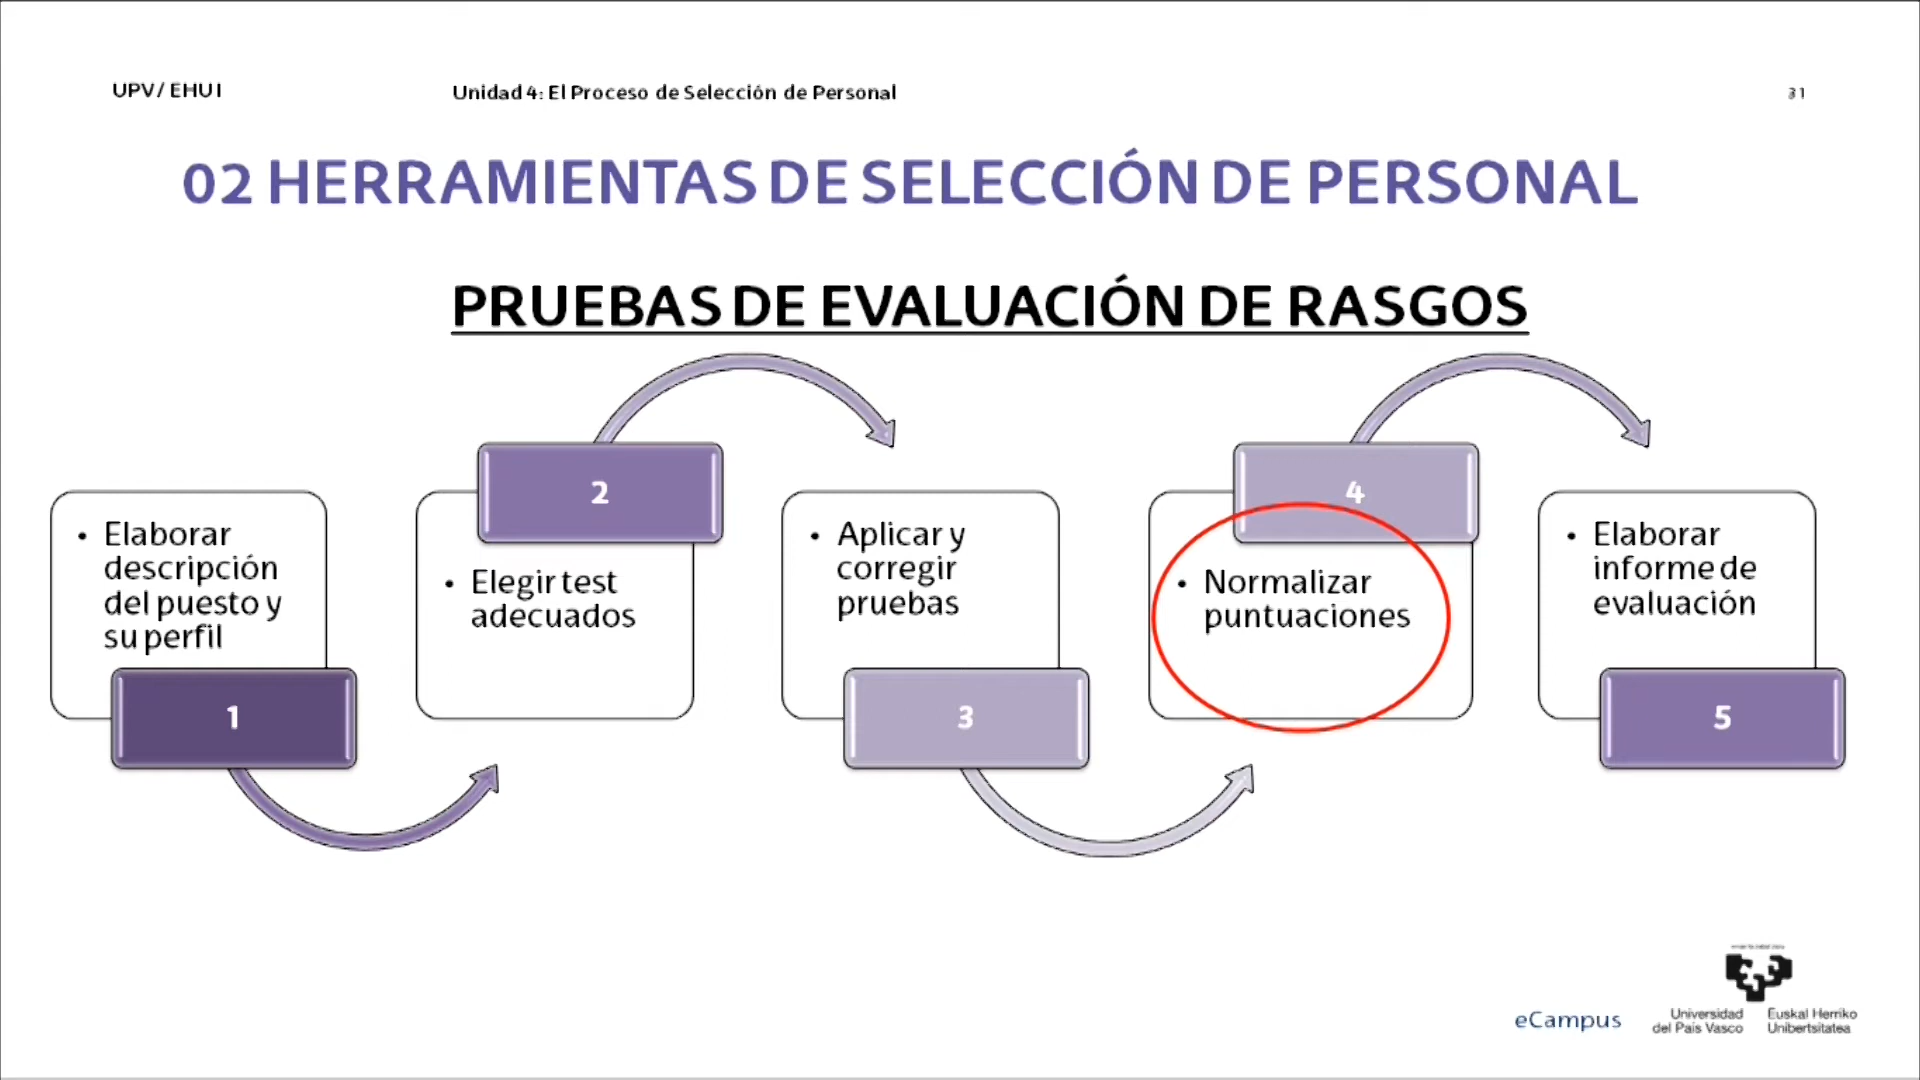 UPV/ EHU I
Unidad 4: El Proceso de Selección de Personal
31
02 HERRAMIENTAS DE SELECCIÓN DE PERSONAL
PRUEBAS DE EVALUACIÓN DE RASGOS
• Elaborar
descripción
del puesto y
su perfil
1
2
• Elegir test
adecuados
• Aplicar y
corregir
pruebas
3
4
• Normalizar
puntuaciones
• Elaborar
informe de
evaluación
5
eCampus
Universidad
del País Vasco
Euskal Herriko
Unibertsitatea